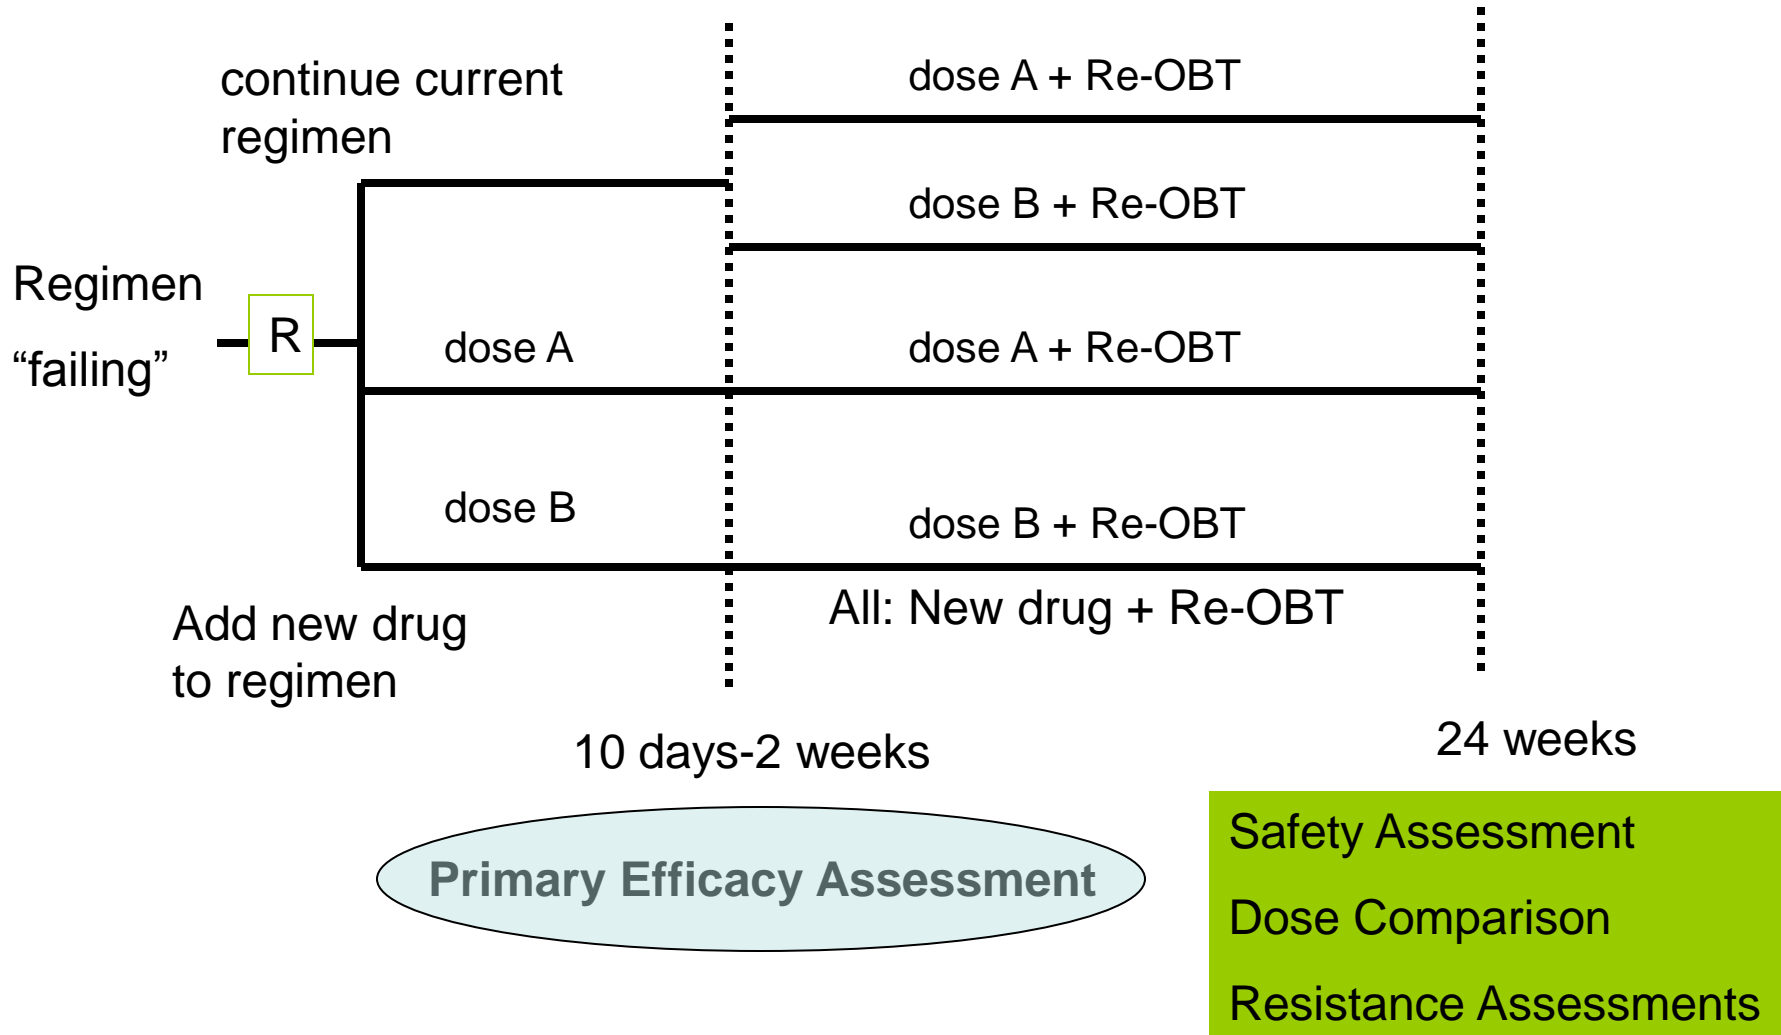 continue current
regimen
dose A + Re-OBT
dose B + Re-OBT
Regimen
“failing”
R
dose A
dose A + Re-OBT
dose B
dose B + Re-OBT
Add new drug
to regimen
All: New drug + Re-OBT
10 days-2 weeks
24 weeks
Primary Efficacy Assessment
Safety Assessment
Dose Comparison
Resistance Assessments